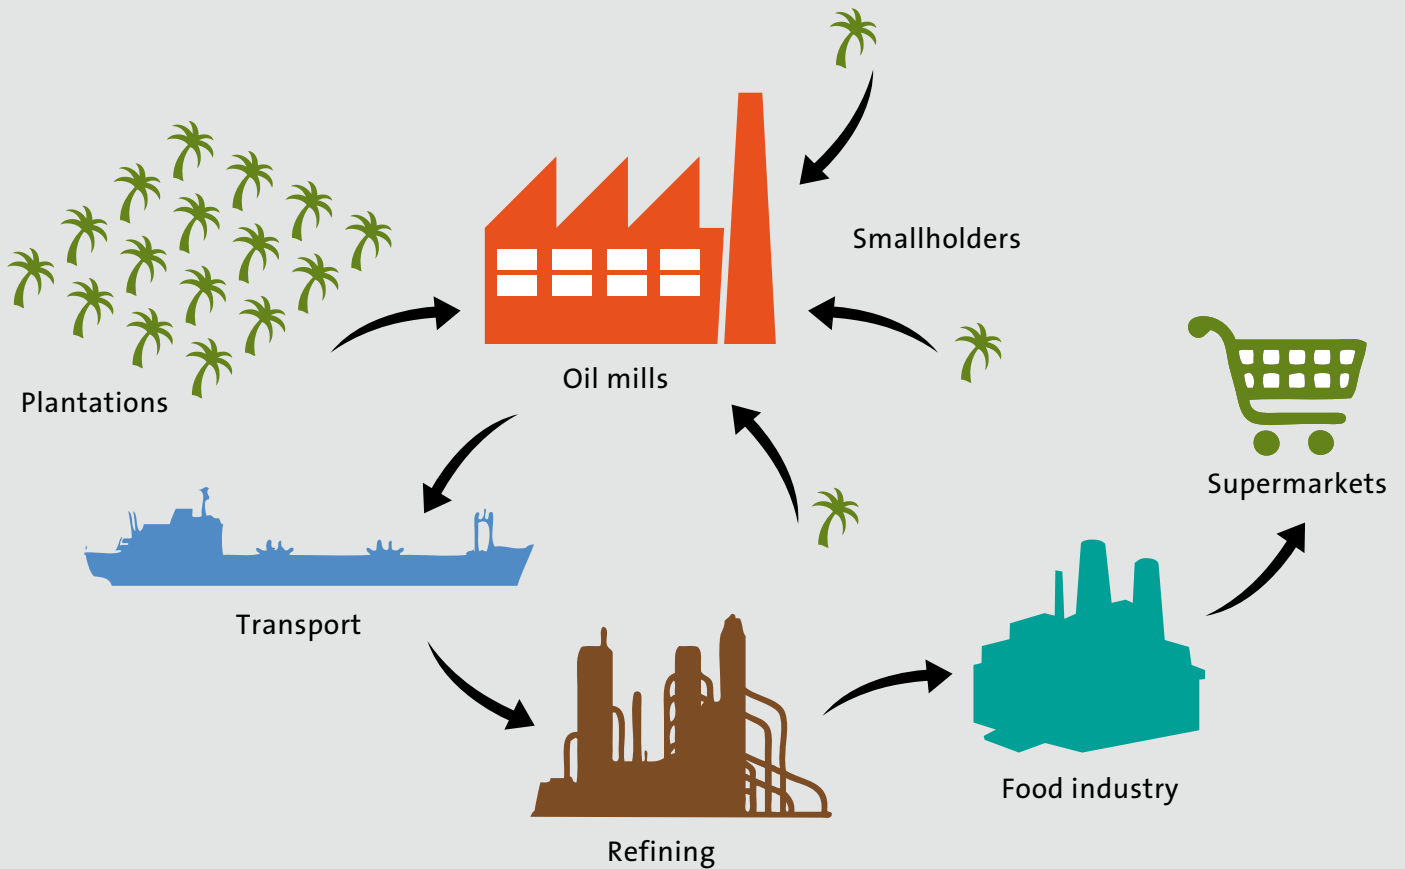 Smallholders
Oil mills
Plantations
Supermarkets
Transport
Food industry
Refining